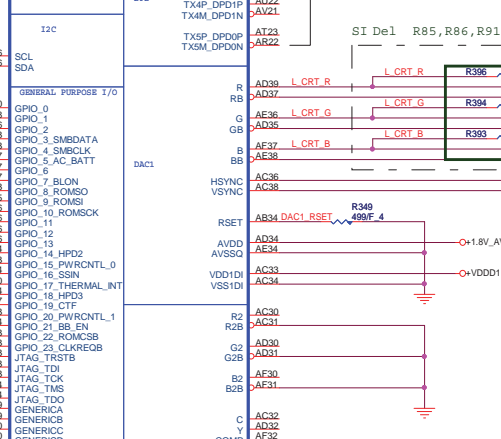 TX4P_DPD1P AU22
TX4M_DPD1N AV21
I2C
TX5P_DPD0P AT23
TX5M_DPD0N AR22
SI Del R85,R86,R91
SCL
SDA
GENERAL PURPOSE I/O
R AD39 L_CRT_R L_CRT_R R396
RB AD37
GPIO_0
GPIO_1
G AE36 L_CRT_G L_CRT_G R394
GPIO_2
GB AD35
GPIO_3_SMBDATA
GPIO_4_SMBCLK
B AF37 L_CRT_B L_CRT_B R393
GPIO_5_AC_BATT
DAC1
BB AE38
GPIO_6
GPIO_7_BLON
HSYNC AC36
GPIO_8_ROMSO
VSYNC AC38
GPIO_9_ROMSI
GPIO_10_ROMSCK
R349
GPIO_11
RSET AB34 DAC1_RSET 499/F_4
GPIO_12
GPIO_13
AVDD AD34 +1.8V_AV
GPIO_14_HPD2
AVSSQ AE34
GPIO_15_PWRCNTL_0
GPIO_16_SSIN
VDD1DI AC33 +VDDD1
GPIO_17_THERMAL_INT
VSS1DI AC34
GPIO_18_HPD3
GPIO_19_CTF
GPIO_20_PWRCNTL_1
R2 AC30
GPIO_21_BB_EN
R2B AC31
GPIO_22_ROMCSB
GPIO_23_CLKREQB
G2 AD30
JTAG_TRSTB
G2B AD31
JTAG_TDI
JTAG_TCK
B2 AF30
JTAG_TMS
B2B AF31
JTAG_TDO
GENERICA
GENERICB
C AC32
GENERICC
Y AD32
GENERICD
COMP AF32